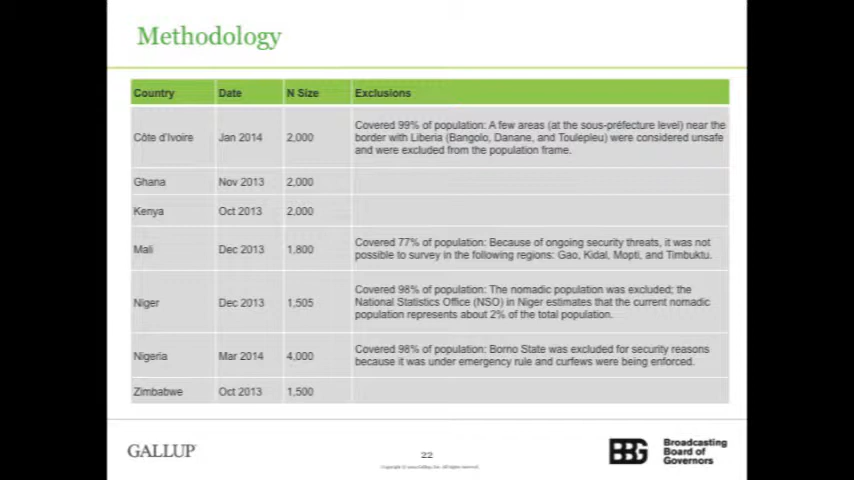 Methodology
Country Date N Size Exclusions
Côte d'Ivoire Jan 2014 2,000 Covered 99% of population: A few areas (at the sous-préfecture level) near the
border with Liberia (Bangolo, Danane, and Toulepleu) were considered unsafe
and were excluded from the population frame.
Ghana Nov 2013 2,000
Kenya Oct 2013 2,000
Mali Dec 2013 1,800 Covered 77% of population: Because of ongoing security threats, it was not
possible to survey in the following regions: Gao, Kidal, Mopti, and Timbuktu.
Niger Dec 2013 1,505 Covered 98% of population: The nomadic population was excluded; the
National Statistics Office (NSO) in Niger estimates that the current nomadic
population represents about 2% of the total population.
Nigeria Mar 2014 4,000 Covered 98% of population: Borno State was excluded for security reasons
because it was under emergency rule and curfews were being enforced.
Zimbabwe Oct 2013 1,500
GALLUP
22
BBG
Broadcasting
Board of
Governors